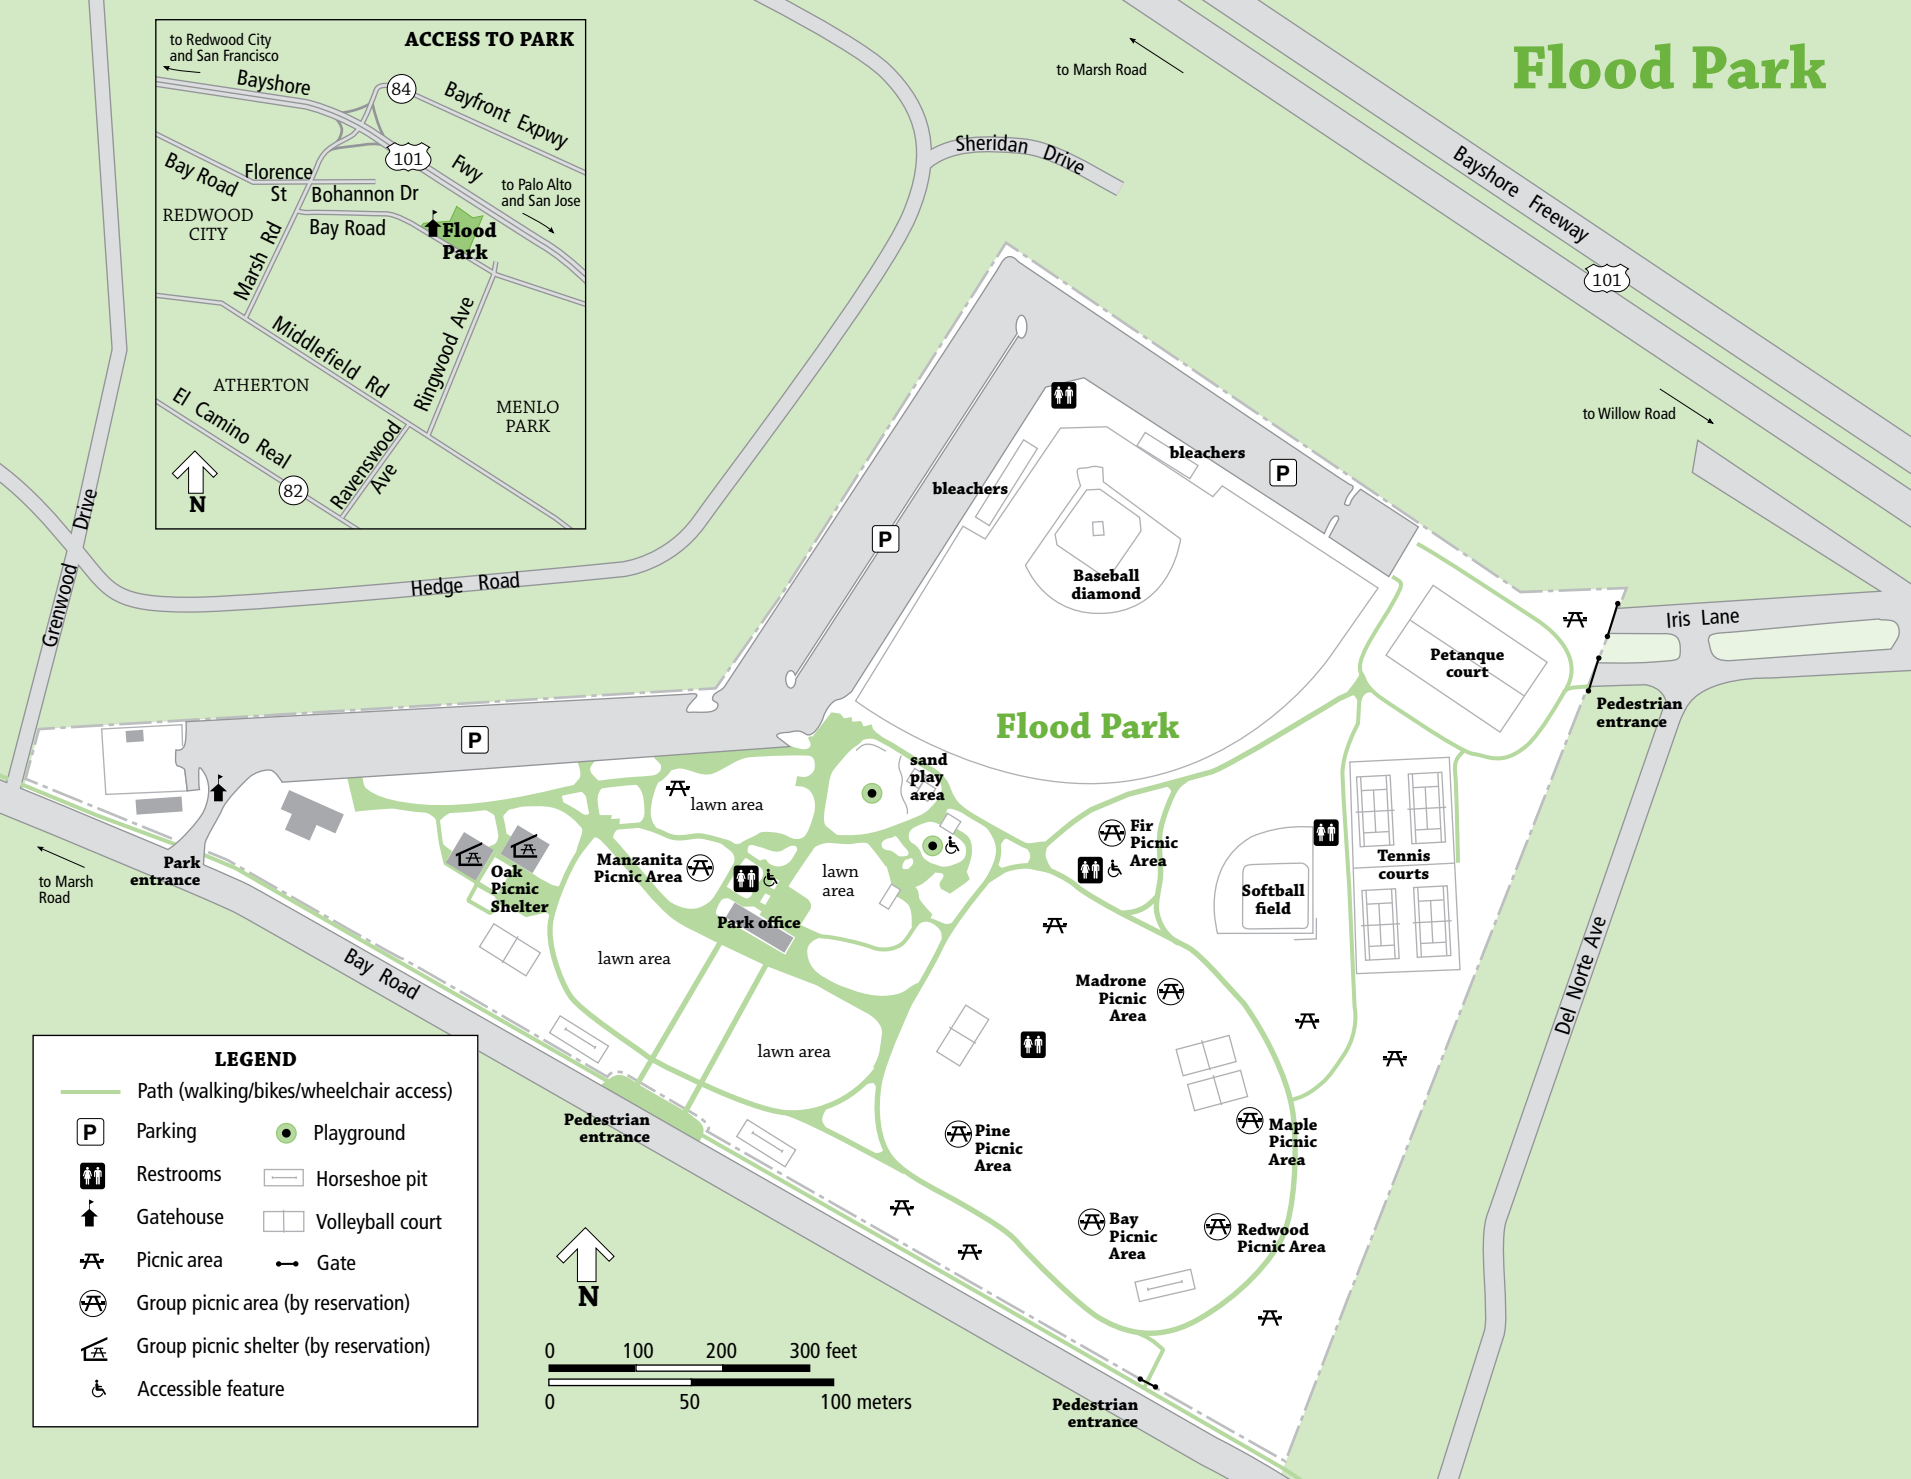 Flood Park
ACCESS TO PARK
to Redwood City
and San Francisco
Bayshore
84
Bayfront Expwy
101
Fwy
Bay Road
Florence
St
Bohannon Dr
to Palo Alto
and San Jose
REDWOOD
CITY
Bay Road
Flood
Park
Marsh Rd
Middlefield Rd
Ringwood Ave
ATHERTON
MENLO
PARK
El Camino Real
Ravenswood
Ave
82
N
to Marsh Road
Sheridan Drive
Bayshore Freeway
101
to Willow Road
Grenwood Drive
Hedge Road
bleachers
P
bleachers
P
Baseball
diamond
Petanque
court
Iris Lane
Pedestrian
entrance
P
Flood Park
sand
play
area
lawn area
Fir
Picnic
Area
Manzanita
Picnic Area
lawn
area
Tennis
courts
Park
entrance
Oak
Picnic
Shelter
Softball
field
to Marsh
Road
Park office
lawn area
Bay Road
Madrone
Picnic
Area
Del Norte Ave
lawn area
Pedestrian
entrance
Pine
Picnic
Area
Maple
Picnic
Area
Bay
Picnic
Area
Redwood
Picnic Area
Pedestrian
entrance
LEGEND
Path (walking/bikes/wheelchair access)
P Parking
Playground
Restrooms
Horseshoe pit
Gatehouse
Volleyball court
Picnic area
Gate
Group picnic area (by reservation)
Group picnic shelter (by reservation)
Accessible feature
N
0 100 200 300 feet
0 50 100 meters